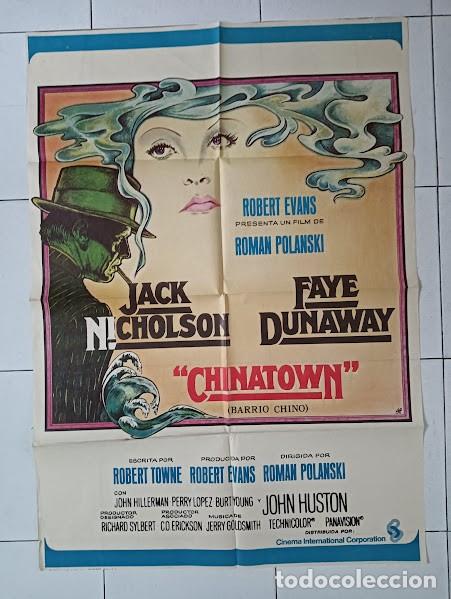 ROBERT EVANS
PRESENTA UN FILM DE
ROMAN POLANSKI
JACK NICHOLSON
FAYE DUNAWAY
"CHINATOWN"
(BARRIO CHINO)
ESCRITA POR
ROBERT TOWNE
PRODUCIDA POR
ROBERT EVANS
DIRIGIDA POR
ROMAN POLANSKI
CON
JOHN HILLERMAN PERRY LOPEZ BURT YOUNG Y JOHN HUSTON
PRODUCTOR DESIGNADO
RICHARD SYLBERT
PRODUCTOR ASOCIADO
C.O. ERICKSON
MUSICA DE
JERRY GOLDSMITH
TECHNICOLOR® PANAVISION®
DISTRIBUIDA POR:
Cinema International Corporation
todocoleccion